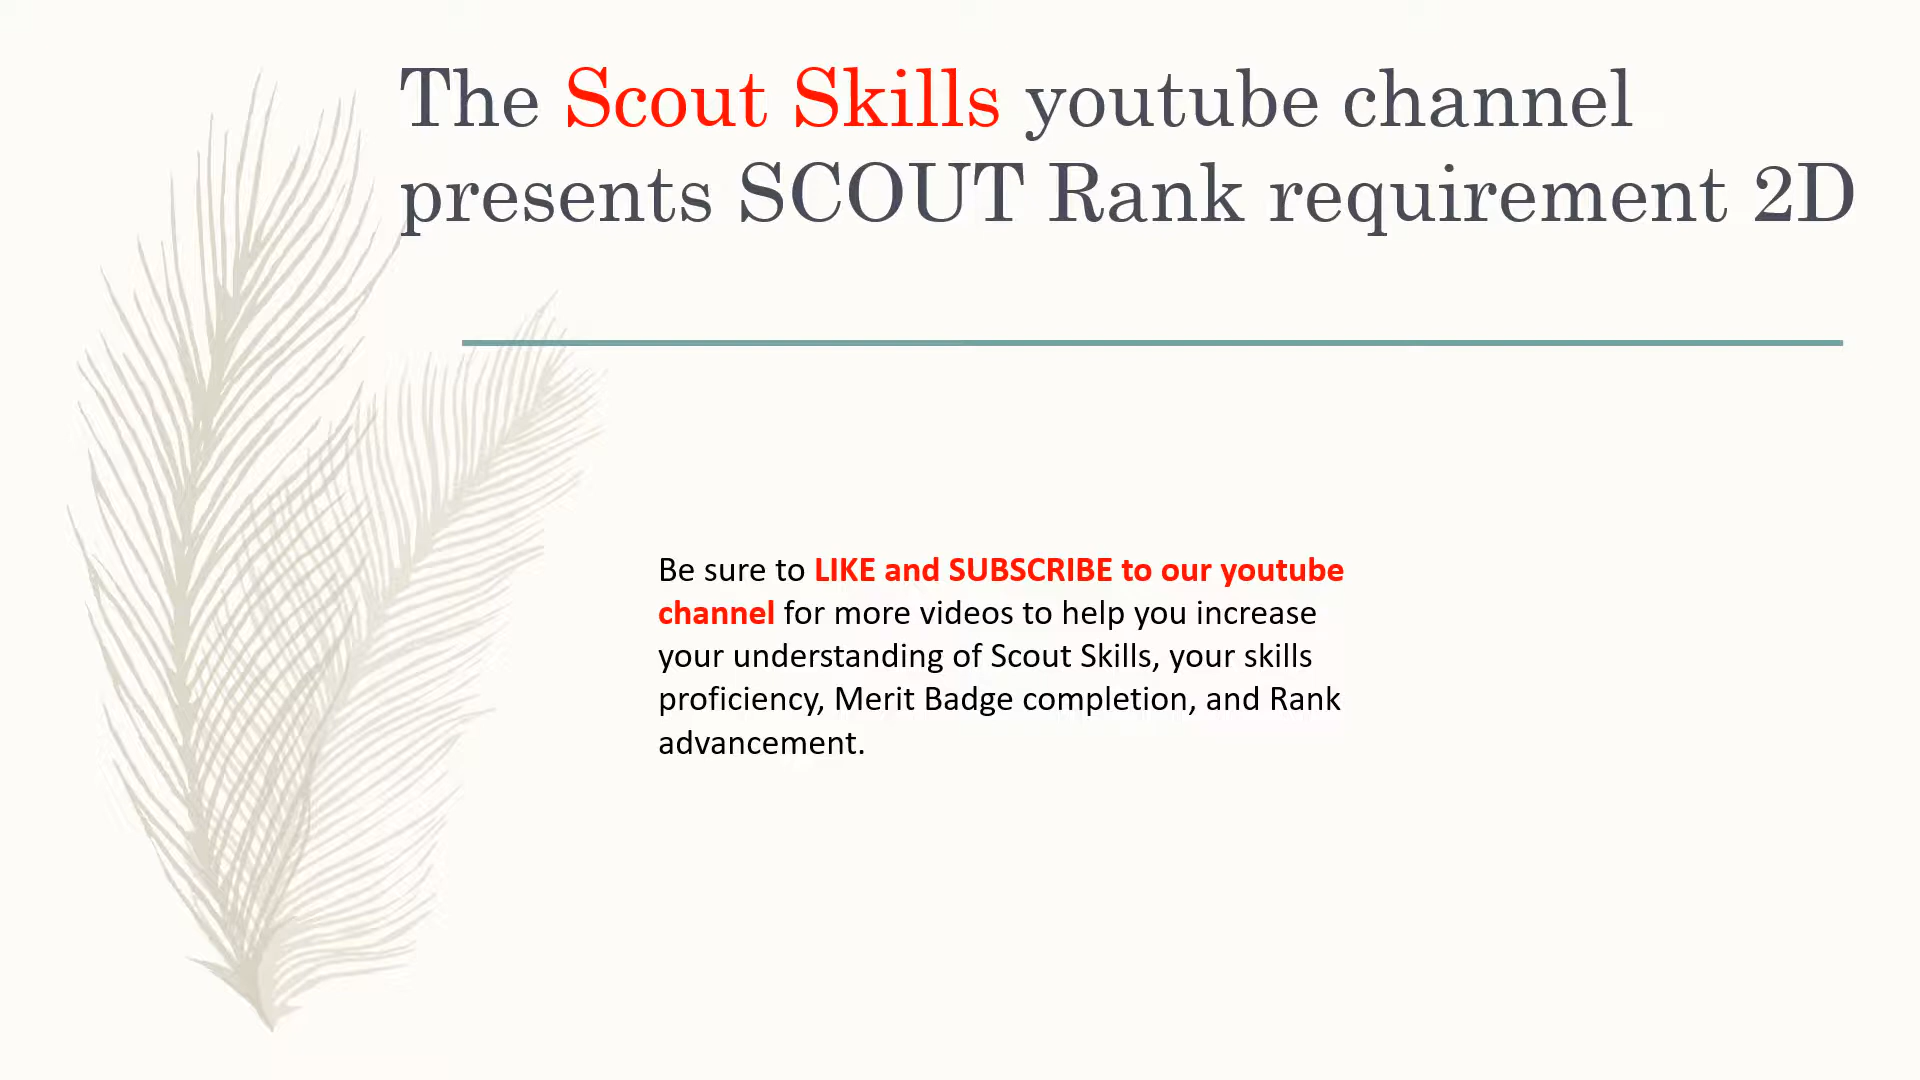 The Scout Skills youtube channel
presents SCOUT Rank requirement 2D
Be sure to LIKE and SUBSCRIBE to our youtube
channel for more videos to help you increase
your understanding of Scout Skills, your skills
proficiency, Merit Badge completion, and Rank
advancement.